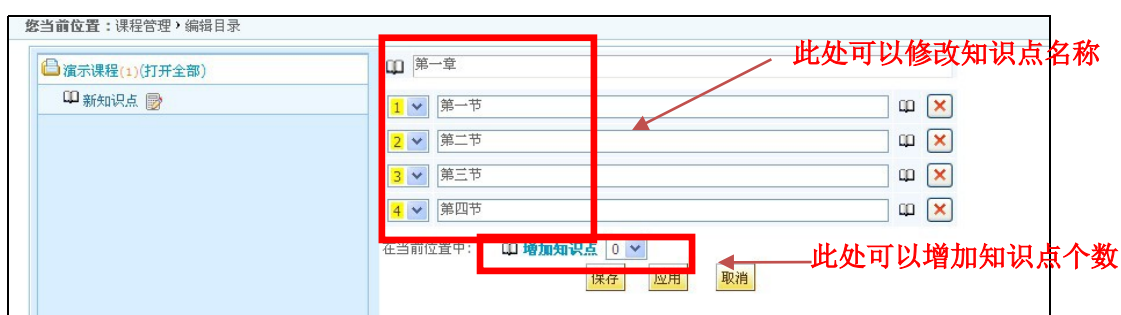 您当前位置：课程管理 › 编辑目录
此处可以修改知识点名称
演示课程(1)(打开全部)
新知识点
第一章
1 第一节
2 第二节
3 第三节
4 第四节
在当前位置中: 增加知识点 0
此处可以增加知识点个数
保存 应用 取消